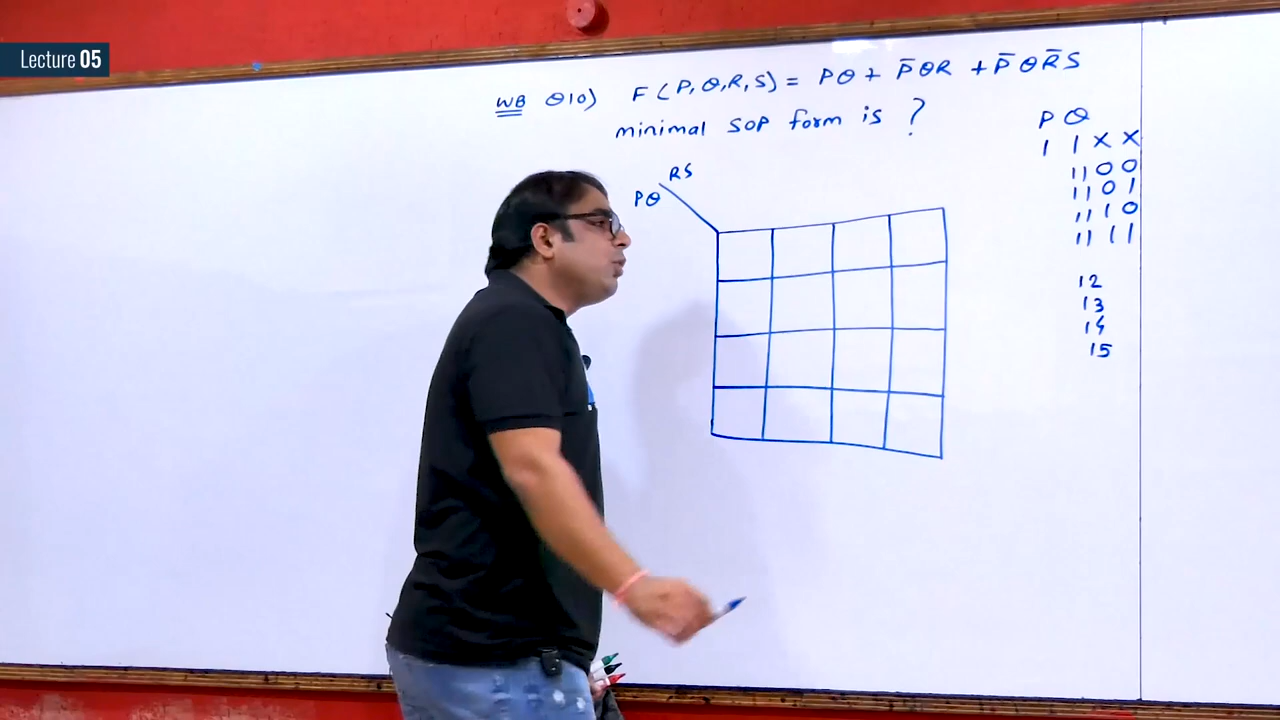 Lecture 05
WB Q10) F(P,Q,R,S) = PQ + P̄QR + P̄QR̄S
minimal SOP form is ?
P Q
1 1 X X
11 0 0
11 0 1
11 1 0
11 1 1
RS
PQ
12
13
14
15